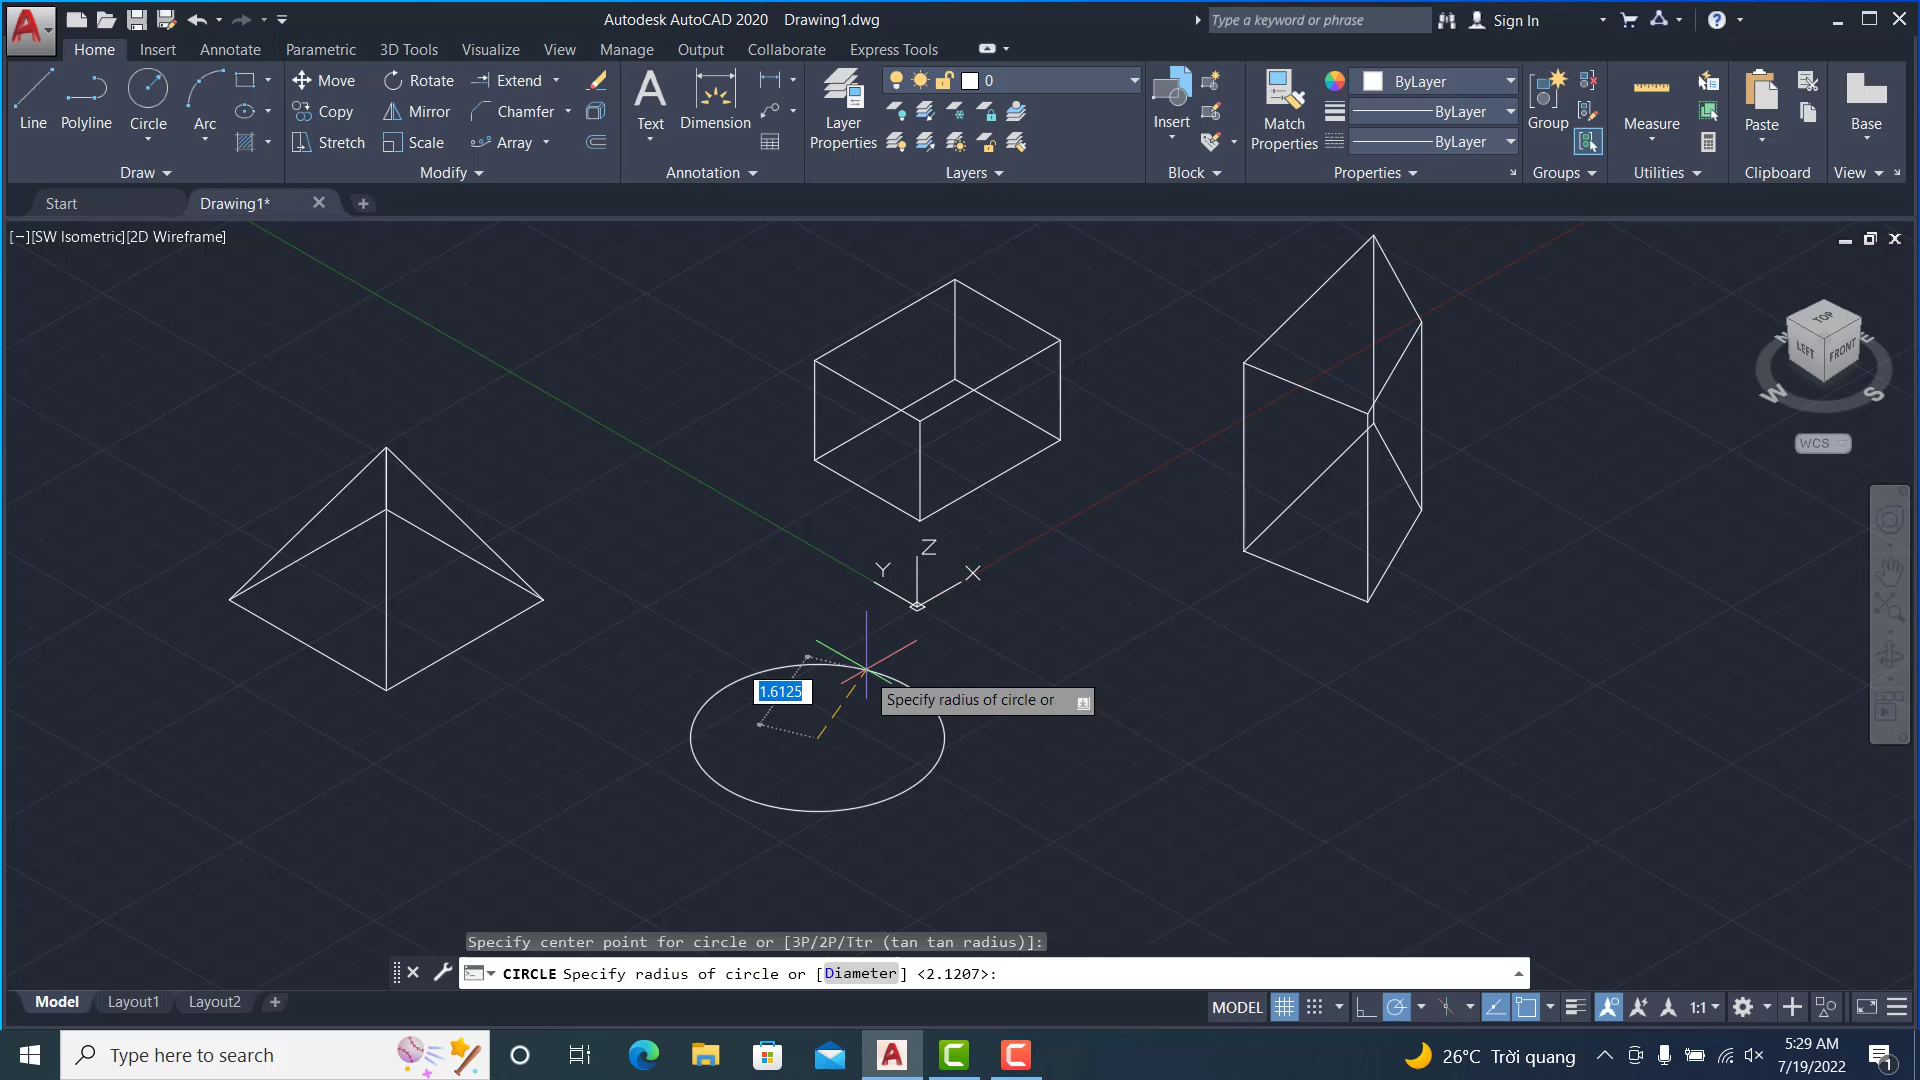 Autodesk AutoCAD 2020 Drawing1.dwg
Type a keyword or phrase
Sign In
Home Insert Annotate Parametric 3D Tools Visualize View Manage Output Collaborate Express Tools
Line Polyline Circle Arc
Move Rotate Extend
Copy Mirror Chamfer
Stretch Scale Array
Text Dimension
Layer Properties
0
Insert
Match Properties
ByLayer
ByLayer
ByLayer
Group
Measure
Paste
Base
Draw Modify Annotation Layers Block Properties Groups Utilities Clipboard View
Start Drawing1*
[−][SW Isometric][2D Wireframe]
TOP
LEFT FRONT
N E
W S
WCS
Z
Y X
1.6125
Specify radius of circle or
Specify center point for circle or [3P/2P/Ttr (tan tan radius)]:
CIRCLE Specify radius of circle or [Diameter] <2.1207>:
Model Layout1 Layout2
MODEL 1:1
Type here to search
26°C Trời quang
5:29 AM
7/19/2022
1